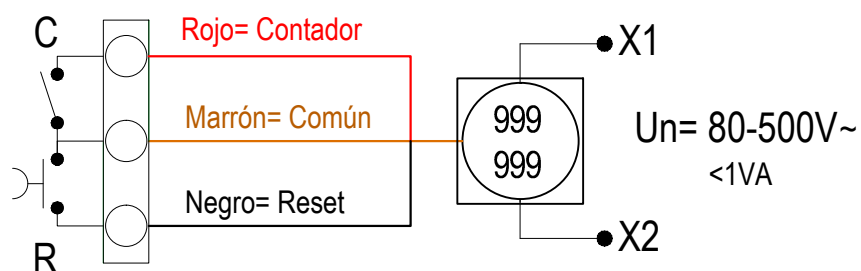 C
Rojo= Contador
X1
Marrón= Común
999
999
Un= 80-500V~
<1VA
Negro= Reset
R
X2